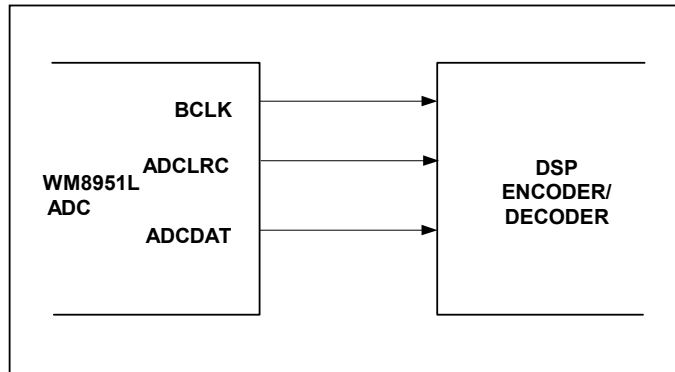 BCLK
ADCLRC
WM8951L
ADC
ADCDAT
DSP
ENCODER/
DECODER